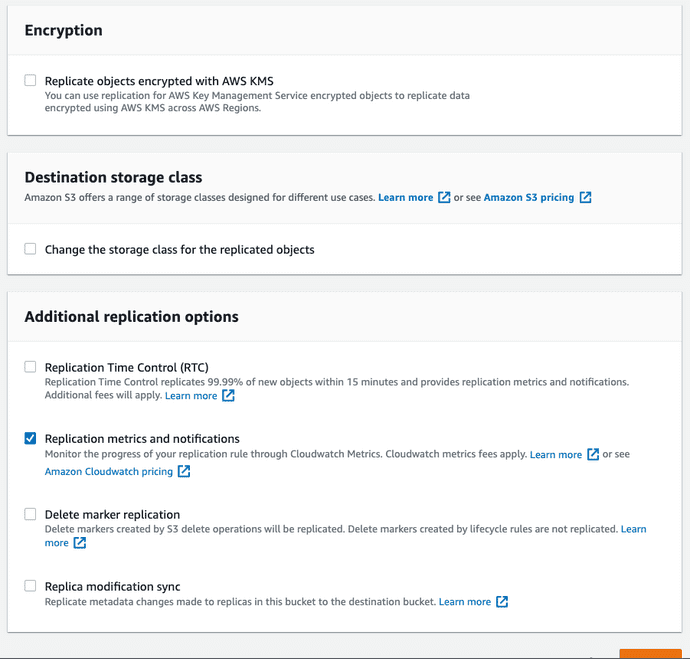 Encryption
Replicate objects encrypted with AWS KMS
You can use replication for AWS Key Management Service encrypted objects to replicate data
encrypted using AWS KMS across AWS Regions.
Destination storage class
Amazon S3 offers a range of storage classes designed for different use cases. Learn more or see Amazon S3 pricing
Change the storage class for the replicated objects
Additional replication options
Replication Time Control (RTC)
Replication Time Control replicates 99.99% of new objects within 15 minutes and provides replication metrics and notifications.
Additional fees will apply. Learn more
Replication metrics and notifications
Monitor the progress of your replication rule through Cloudwatch Metrics. Cloudwatch metrics fees apply. Learn more or see
Amazon Cloudwatch pricing
Delete marker replication
Delete markers created by S3 delete operations will be replicated. Delete markers created by lifecycle rules are not replicated. Learn
more
Replica modification sync
Replicate metadata changes made to replicas in this bucket to the destination bucket. Learn more